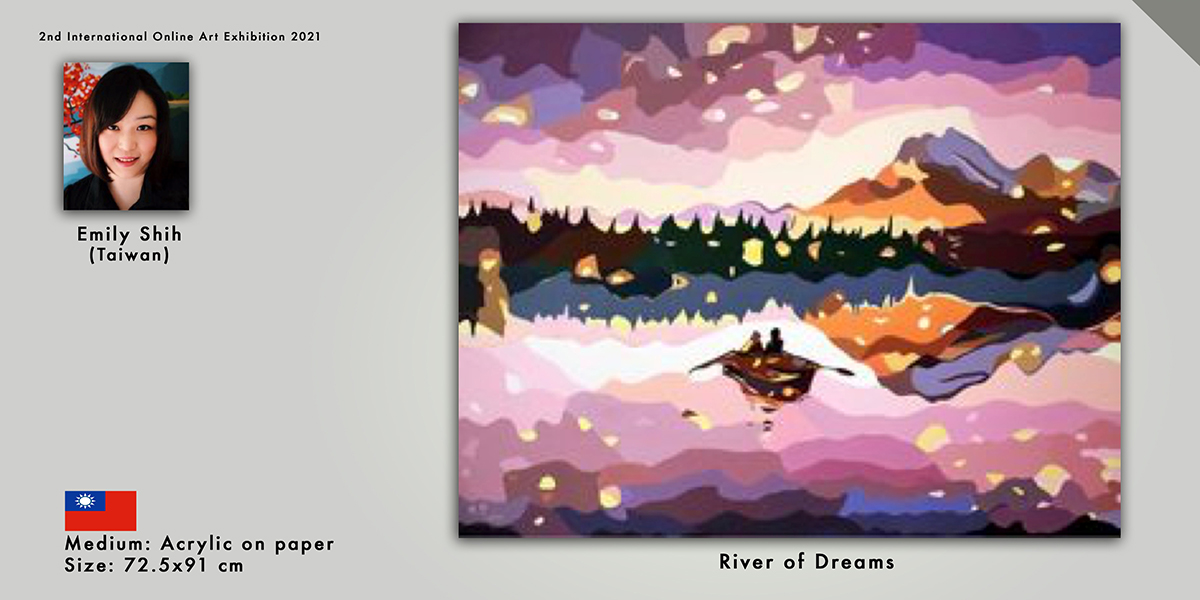 2nd International Online Art Exhibition 2021
Emily Shih
(Taiwan)
Medium: Acrylic on paper
Size: 72.5x91 cm
River of Dreams